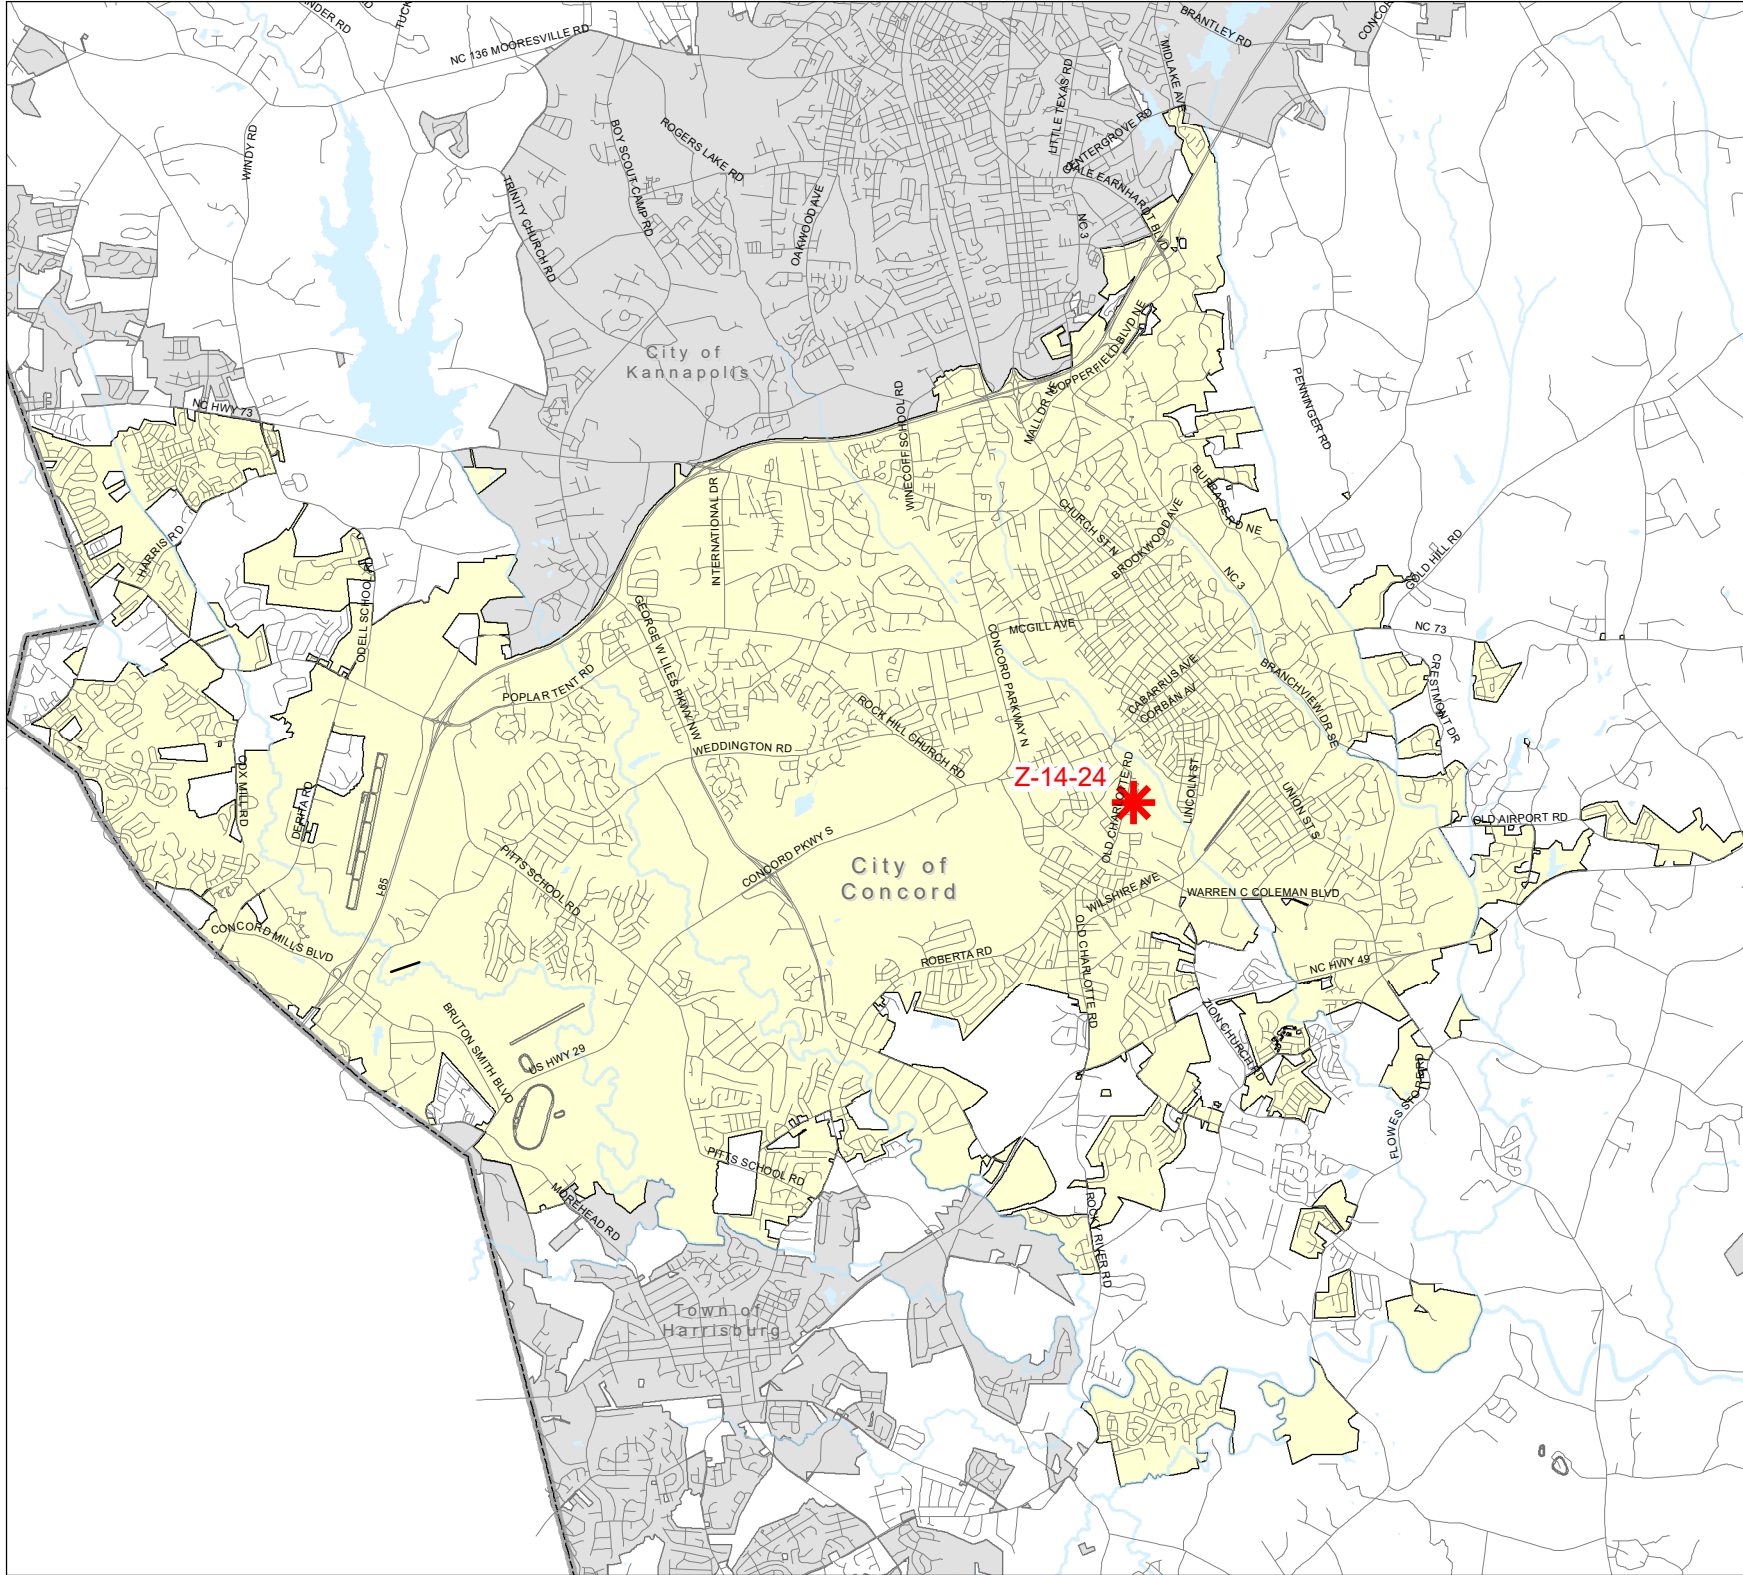 NC 136 MOORESVILLE RD
BRANTLEY RD
MIDLAKE AVE
LITTLE TEXAS RD
WINDY RD
BOY SCOUT CAMP RD
ROGERS LAKE RD
CENTERGROVE RD
DALE EARNHARDT BLVD
TRINITY CHURCH RD
OAKWOOD AVE
NC 3
City of
Kannapolis
COPPERFIELD BLVD NE
MALL DR NE
PENNINGER RD
NC HWY 73
WINECOFF SCHOOL RD
INTERNATIONAL DR
BURRAGE RD NE
CHURCH ST N
BROOKWOOD AVE
HARRIS RD
ODELL SCHOOL RD
GOLD HILL RD
NC 3
GEORGE W LILES PKWY NW
MCGILL AVE
NC 73
CONCORD PARKWAY N
POPLAR TENT RD
CABARRUS AVE
CORBAN AV
BRANCHVIEW DR SE
CRESTMONT DR
ROCK HILL CHURCH RD
WEDDINGTON RD
COX MILL RD
DERITA RD
Z-14-24
OLD CHARLOTTE RD
LINCOLN ST
UNION ST S
OLD AIRPORT RD
PITTS SCHOOL RD
I-85
CONCORD PKWY S
City of
Concord
WILSHIRE AVE
WARREN C COLEMAN BLVD
CONCORD MILLS BLVD
ROBERTA RD
OLD CHARLOTTE RD
NC HWY 49
BRUTON SMITH BLVD
US HWY 29
ZION CHURCH RD
FLOWES STORE RD
PITTS SCHOOL RD
MOREHEAD RD
ROCKY RIVER RD
Town of
Harrisburg